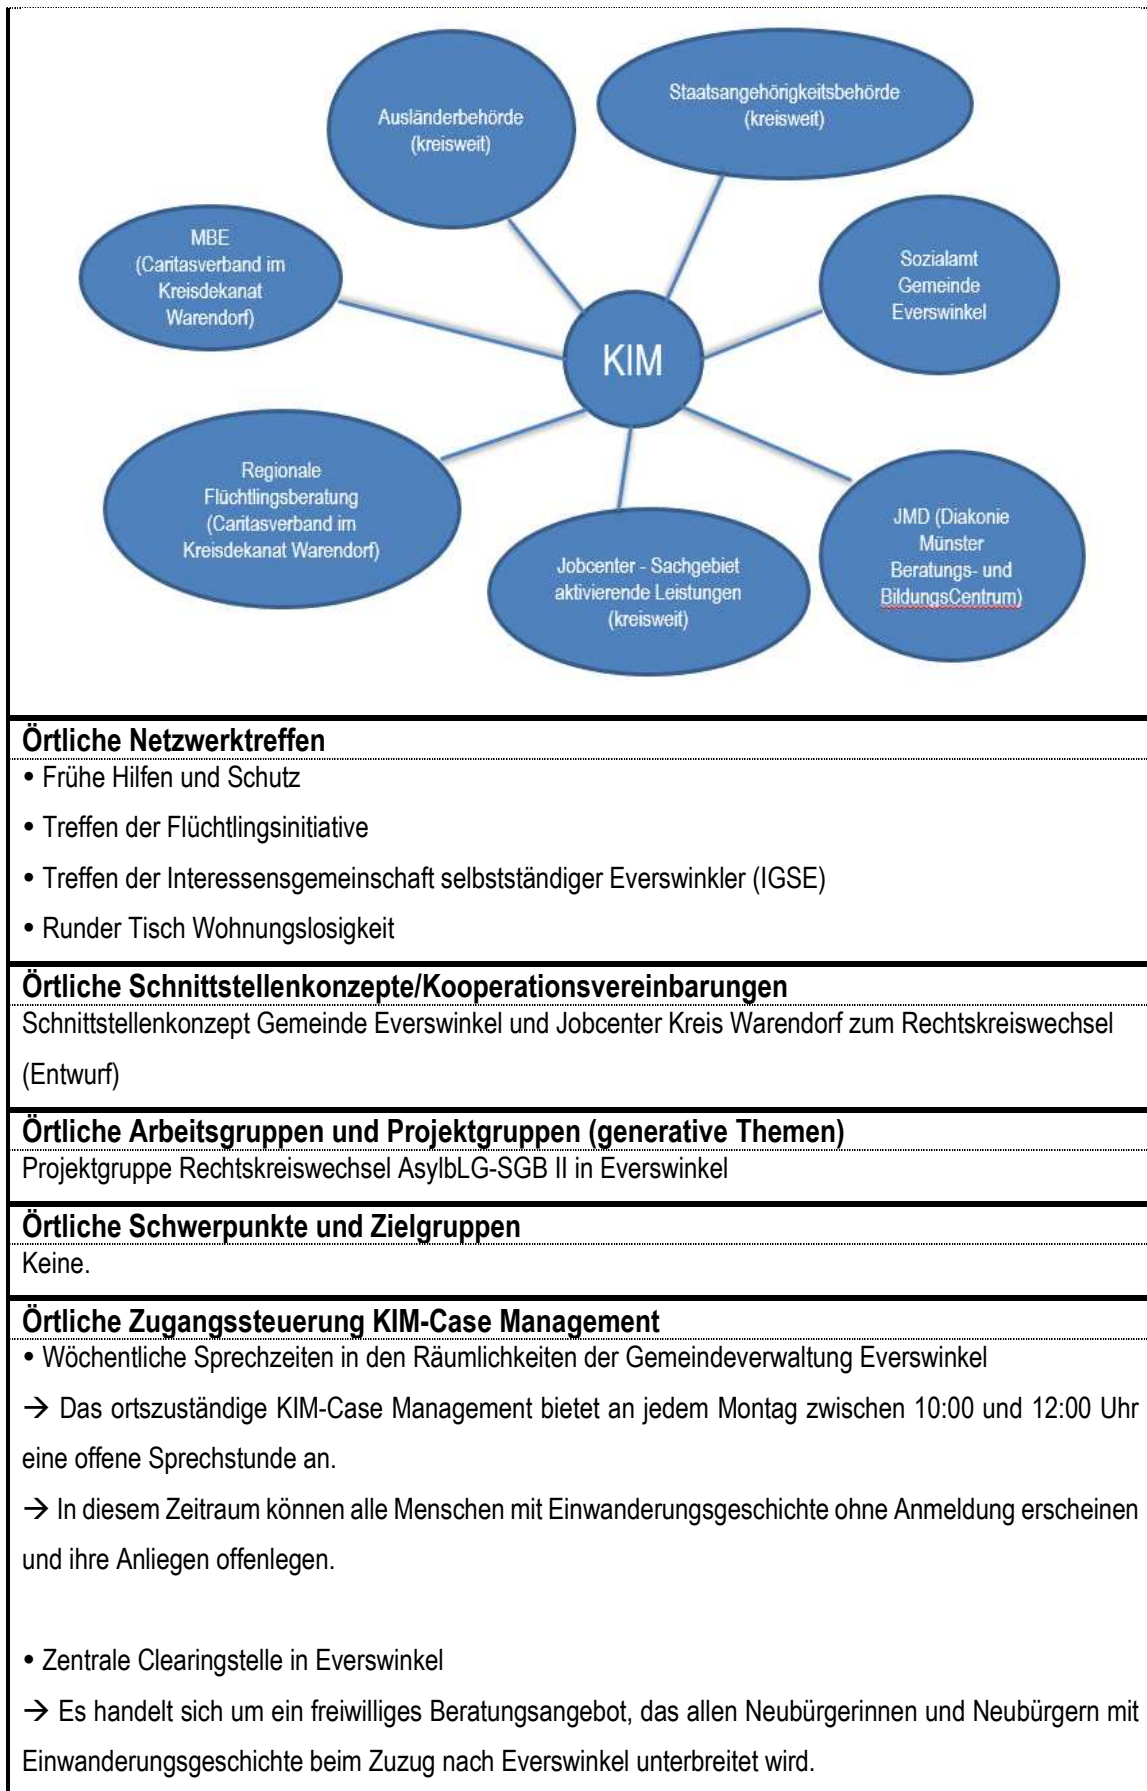 Ausländerbehörde
(kreisweit)
Staatsangehörigkeitsbehörde
(kreisweit)
MBE
(Caritasverband im
Kreisdekanat
Warendorf)
Sozialamt
Gemeinde
Everswinkel
KIM
Regionale
Flüchtlingsberatung
(Caritasverband im
Kreisdekanat Warendorf)
Jobcenter - Sachgebiet
aktivierende Leistungen
(kreisweit)
JMD (Diakonie
Münster
Beratungs- und
BildungsCentrum)
Örtliche Netzwerktreffen
• Frühe Hilfen und Schutz
• Treffen der Flüchtlingsinitiative
• Treffen der Interessensgemeinschaft selbstständiger Everswinkler (IGSE)
• Runder Tisch Wohnungslosigkeit
Örtliche Schnittstellenkonzepte/Kooperationsvereinbarungen
Schnittstellenkonzept Gemeinde Everswinkel und Jobcenter Kreis Warendorf zum Rechtskreiswechsel
(Entwurf)
Örtliche Arbeitsgruppen und Projektgruppen (generative Themen)
Projektgruppe Rechtskreiswechsel AsylbLG-SGB II in Everswinkel
Örtliche Schwerpunkte und Zielgruppen
Keine.
Örtliche Zugangssteuerung KIM-Case Management
• Wöchentliche Sprechzeiten in den Räumlichkeiten der Gemeindeverwaltung Everswinkel
→ Das ortszuständige KIM-Case Management bietet an jedem Montag zwischen 10:00 und 12:00 Uhr
eine offene Sprechstunde an.
→ In diesem Zeitraum können alle Menschen mit Einwanderungsgeschichte ohne Anmeldung erscheinen
und ihre Anliegen offenlegen.
• Zentrale Clearingstelle in Everswinkel
→ Es handelt sich um ein freiwilliges Beratungsangebot, das allen Neubürgerinnen und Neubürgern mit
Einwanderungsgeschichte beim Zuzug nach Everswinkel unterbreitet wird.